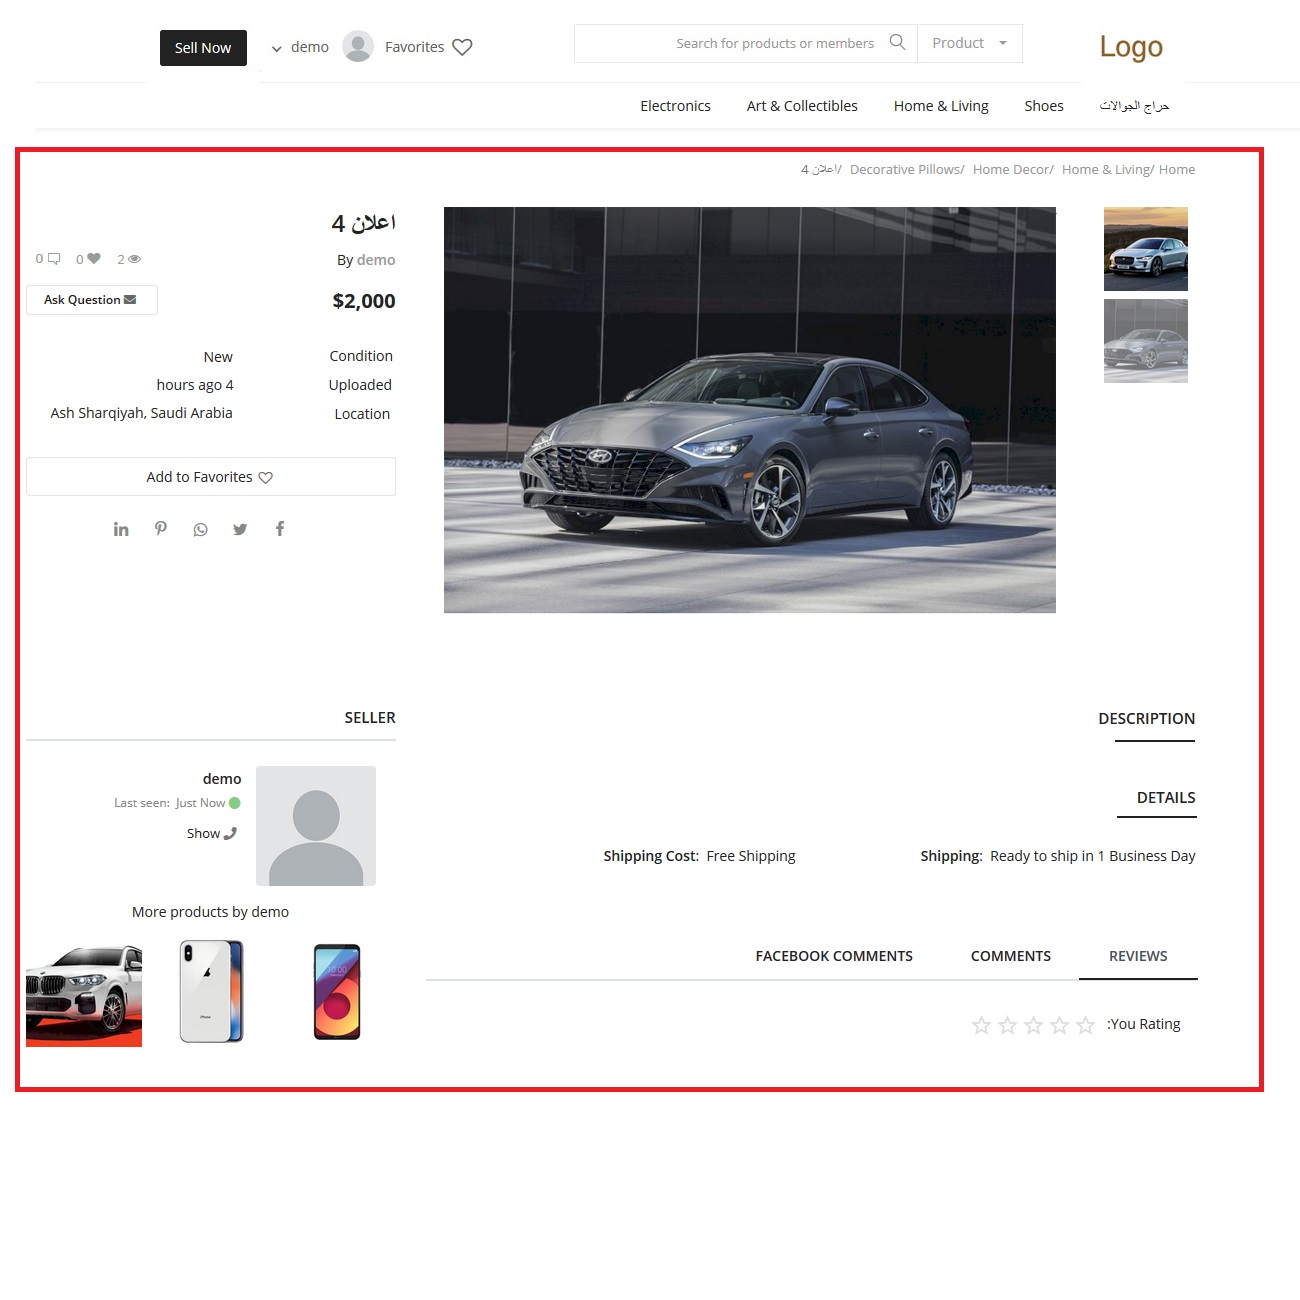 Logo
Product
Search for products or members
Favorites
demo
Sell Now
حراج الجوالات
Shoes
Home & Living
Art & Collectibles
Electronics
Home /Home & Living /Home Decor /Decorative Pillows /اعلان 4
اعلان 4
By demo
2
0
0
$2,000
Ask Question
Condition New
Uploaded hours ago 4
Location Ash Sharqiyah, Saudi Arabia
Add to Favorites
DESCRIPTION
DETAILS
Shipping: Ready to ship in 1 Business Day
Shipping Cost: Free Shipping
REVIEWS
COMMENTS
FACEBOOK COMMENTS
:You Rating
SELLER
demo
Last seen: Just Now
Show
More products by demo